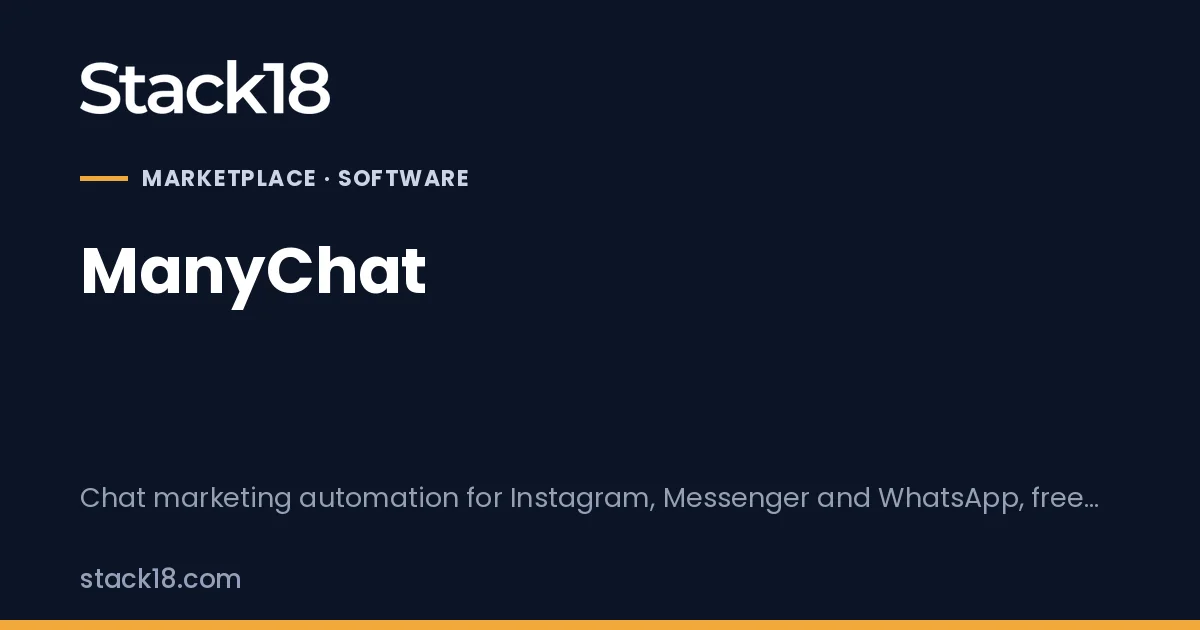 Stack18
MARKETPLACE · SOFTWARE
ManyChat
Chat marketing automation for Instagram, Messenger and WhatsApp, free...
stack18.com